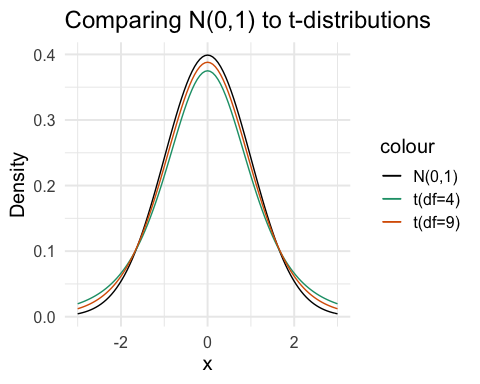 Comparing N(0,1) to t-distributions
Density
0.4
0.3
0.2
0.1
0.0
-2
0
2
x
colour
N(0,1)
t(df=4)
t(df=9)